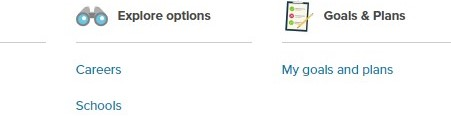 Explore options
Goals & Plans
Careers
My goals and plans
Schools